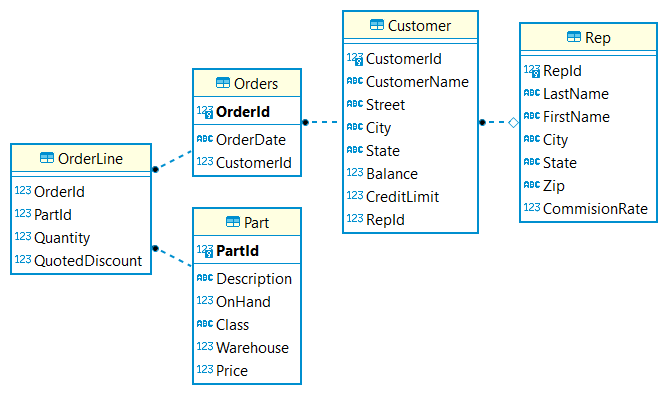 Customer
123 CustomerId
ABC CustomerName
ABC Street
ABC City
ABC State
123 Balance
123 CreditLimit
123 RepId
Rep
123 RepId
ABC LastName
ABC FirstName
ABC City
ABC State
ABC Zip
123 CommisionRate
Orders
123 OrderId
ABC OrderDate
123 CustomerId
OrderLine
123 OrderId
123 PartId
123 Quantity
123 QuotedDiscount
Part
123 PartId
ABC Description
123 OnHand
ABC Class
123 Warehouse
123 Price